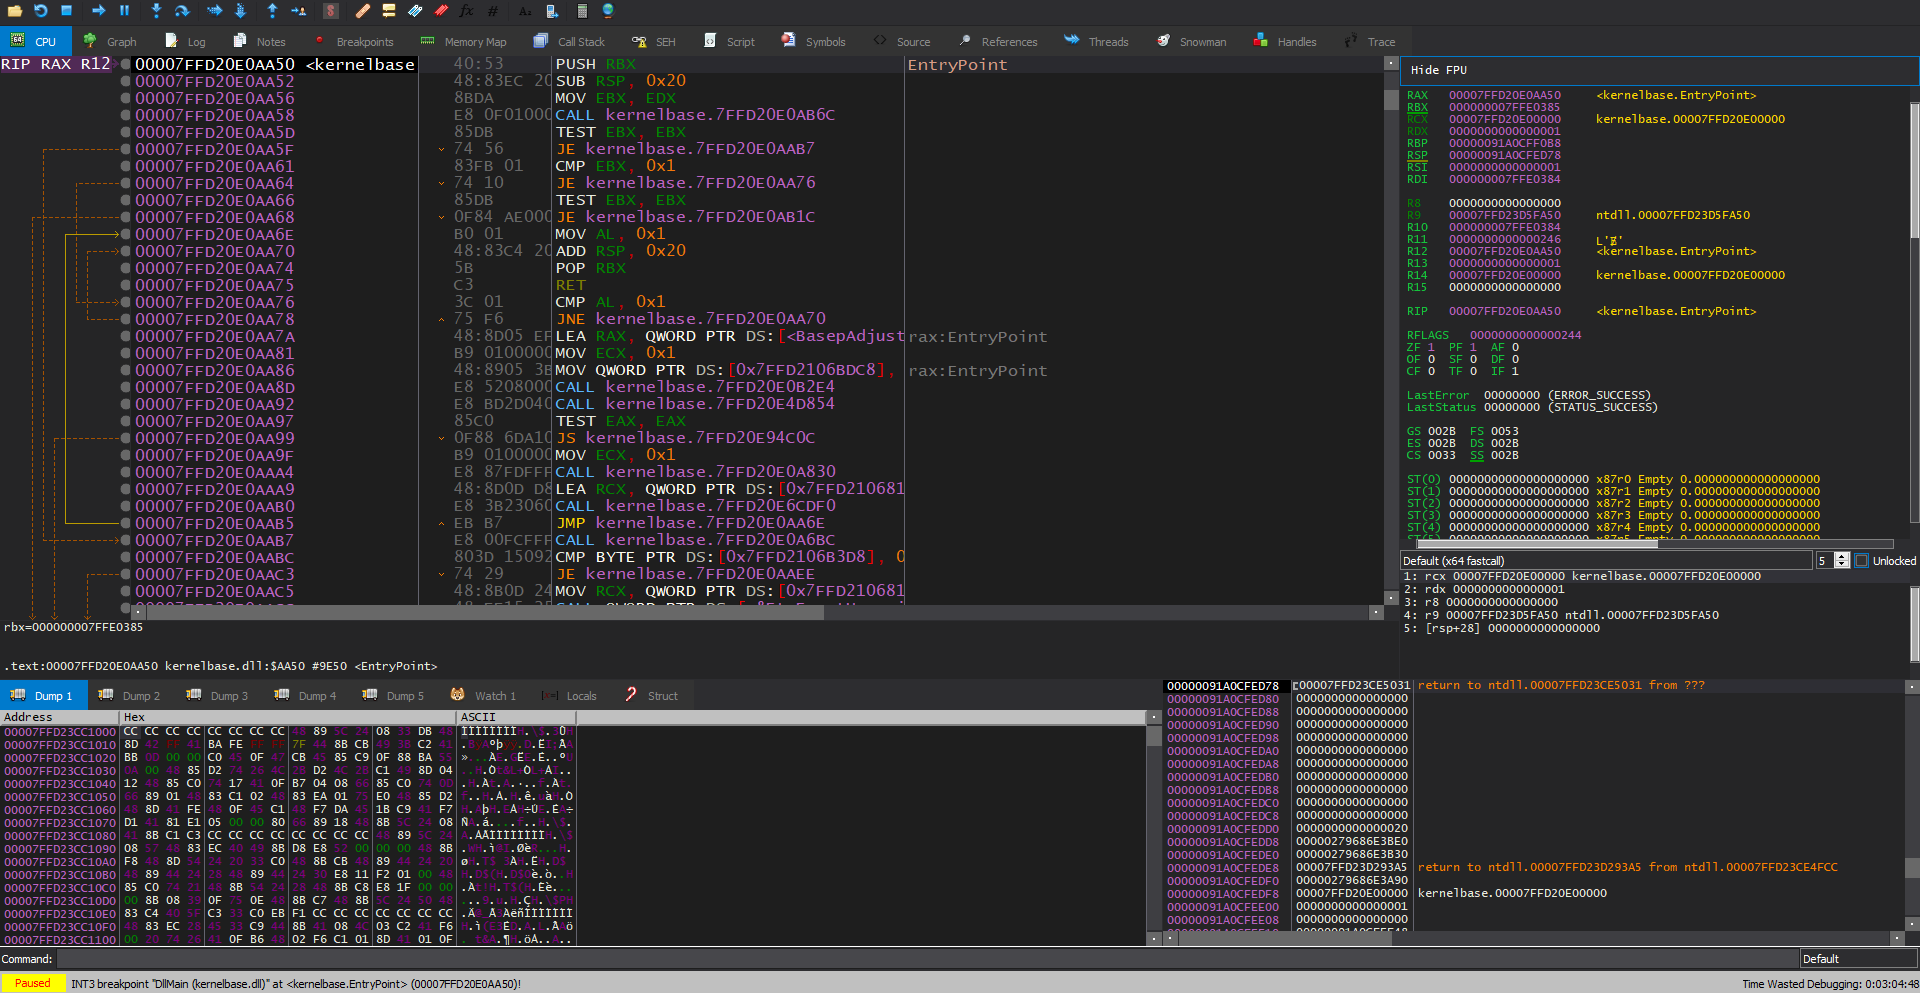 CPU Graph Log Notes Breakpoints Memory Map Call Stack SEH Script Symbols Source References Threads Snowman Handles Trace
RIP RAX R12
00007FFD20E0AA50 <kernelbase 40:53 PUSH RBX EntryPoint
00007FFD20E0AA52 48:83EC 20 SUB RSP, 0x20
00007FFD20E0AA56 8BDA MOV EBX, EDX
00007FFD20E0AA58 E8 0F01000 CALL kernelbase.7FFD20E0AB6C
00007FFD20E0AA5D 85DB TEST EBX, EBX
00007FFD20E0AA5F 74 56 JE kernelbase.7FFD20E0AAB7
00007FFD20E0AA61 83FB 01 CMP EBX, 0x1
00007FFD20E0AA64 74 10 JE kernelbase.7FFD20E0AA76
00007FFD20E0AA66 85DB TEST EBX, EBX
00007FFD20E0AA68 0F84 AE000 JE kernelbase.7FFD20E0AB1C
00007FFD20E0AA6E B0 01 MOV AL, 0x1
00007FFD20E0AA70 48:83C4 20 ADD RSP, 0x20
00007FFD20E0AA74 5B POP RBX
00007FFD20E0AA75 C3 RET
00007FFD20E0AA76 3C 01 CMP AL, 0x1
00007FFD20E0AA78 75 F6 JNE kernelbase.7FFD20E0AA70
00007FFD20E0AA7A 48:8D05 EF LEA RAX, QWORD PTR DS:[<BasepAdjust rax:EntryPoint
00007FFD20E0AA81 B9 0100000 MOV ECX, 0x1
00007FFD20E0AA86 48:8905 3B MOV QWORD PTR DS:[0x7FFD2106BDC8], rax:EntryPoint
00007FFD20E0AA8D E8 5208000 CALL kernelbase.7FFD20E0B2E4
00007FFD20E0AA92 E8 BD2D040 CALL kernelbase.7FFD20E4D854
00007FFD20E0AA97 85C0 TEST EAX, EAX
00007FFD20E0AA99 0F88 6DA10 JS kernelbase.7FFD20E94C0C
00007FFD20E0AA9F B9 0100000 MOV ECX, 0x1
00007FFD20E0AAA4 E8 87FDFFF CALL kernelbase.7FFD20E0A830
00007FFD20E0AAA9 48:8D0D D8 LEA RCX, QWORD PTR DS:[0x7FFD210681
00007FFD20E0AAB0 E8 3B23060 CALL kernelbase.7FFD20E6CDF0
00007FFD20E0AAB5 EB B7 JMP kernelbase.7FFD20E0AA6E
00007FFD20E0AAB7 E8 00FCFFF CALL kernelbase.7FFD20E0A6BC
00007FFD20E0AABC 803D 15092 CMP BYTE PTR DS:[0x7FFD2106B3D8], 0
00007FFD20E0AAC3 74 29 JE kernelbase.7FFD20E0AAEE
00007FFD20E0AAC5 48:8B0D 24 MOV RCX, QWORD PTR DS:[0x7FFD210681
rbx=000000007FFE0385
.text:00007FFD20E0AA50 kernelbase.dll:$AA50 #9E50 <EntryPoint>
Hide FPU
RAX 00007FFD20E0AA50 <kernelbase.EntryPoint>
RBX 000000007FFE0385
RCX 00007FFD20E00000 kernelbase.00007FFD20E00000
RDX 0000000000000001
RBP 00000091A0CFF0B8
RSP 00000091A0CFED78
RSI 0000000000000001
RDI 000000007FFE0384
R8 0000000000000000
R9 00007FFD23D5FA50 ntdll.00007FFD23D5FA50
R10 000000007FFE0384
R11 0000000000000246
R12 00007FFD20E0AA50 <kernelbase.EntryPoint>
R13 0000000000000001
R14 00007FFD20E00000 kernelbase.00007FFD20E00000
R15 0000000000000000
RIP 00007FFD20E0AA50 <kernelbase.EntryPoint>
RFLAGS 0000000000000244
ZF 1 PF 1 AF 0
OF 0 SF 0 DF 0
CF 0 TF 0 IF 1
LastError 00000000 (ERROR_SUCCESS)
LastStatus 00000000 (STATUS_SUCCESS)
GS 002B FS 0053
ES 002B DS 002B
CS 0033 SS 002B
ST(0) 00000000000000000000 x87r0 Empty 0.000000000000000000
ST(1) 00000000000000000000 x87r1 Empty 0.000000000000000000
ST(2) 00000000000000000000 x87r2 Empty 0.000000000000000000
ST(3) 00000000000000000000 x87r3 Empty 0.000000000000000000
ST(4) 00000000000000000000 x87r4 Empty 0.000000000000000000
Default (x64 fastcall) 5 Unlocked
1: rcx 00007FFD20E00000 kernelbase.00007FFD20E00000
2: rdx 0000000000000001
3: r8 0000000000000000
4: r9 00007FFD23D5FA50 ntdll.00007FFD23D5FA50
5: [rsp+28] 0000000000000000
Dump 1 Dump 2 Dump 3 Dump 4 Dump 5 Watch 1 Locals Struct
Address Hex ASCII
00007FFD23CC1000 CC CC CC CC CC CC CC CC 48 89 5C 24 08 33 DB 48
00007FFD23CC1010 8D 42 FF 41 BA FE FF FF 7F 44 8B CB 49 3B C2 41
00007FFD23CC1020 BB 0D 00 00 C0 45 0F 47 CB 45 85 C9 0F 88 BA 55
00007FFD23CC1030 0A 00 48 85 D2 74 26 4C 2B D2 4C 2B C1 49 8D 04
00007FFD23CC1040 12 48 85 C0 74 17 41 0F B7 04 08 66 85 C0 74 0D
00007FFD23CC1050 66 89 01 48 83 C1 02 48 83 EA 01 75 E0 48 85 D2
00007FFD23CC1060 48 8D 41 FE 48 0F 45 C1 48 F7 DA 45 1B C9 41 F7
00007FFD23CC1070 D1 41 81 E1 05 00 00 80 66 89 18 48 8B 5C 24 08
00007FFD23CC1080 41 8B C1 C3 CC CC CC CC CC CC CC CC 48 89 5C 24
00007FFD23CC1090 08 57 48 83 EC 40 49 8B D8 E8 52 00 00 00 48 8B
00007FFD23CC10A0 F8 48 8D 54 24 20 33 C0 48 8B CB 48 89 44 24 20
00007FFD23CC10B0 48 89 44 24 28 48 89 44 24 30 E8 11 F2 01 00 48
00007FFD23CC10C0 85 C0 74 21 48 8B 54 24 28 48 8B C8 E8 1F 00 00
00007FFD23CC10D0 00 8B 08 39 0F 75 0E 48 8B C7 48 8B 5C 24 50 48
00007FFD23CC10E0 83 C4 40 5F C3 33 C0 EB F1 CC CC CC CC CC CC CC
00007FFD23CC10F0 48 83 EC 28 45 33 C9 44 8B 41 08 4C 03 C2 41 F6
00007FFD23CC1100 00 20 74 26 41 0F B6 48 02 F6 C1 01 8D 41 01 0F
00000091A0CFED78 00007FFD23CE5031 return to ntdll.00007FFD23CE5031 from ???
00000091A0CFED80 0000000000000000
00000091A0CFED88 0000000000000000
00000091A0CFED90 0000000000000000
00000091A0CFED98 0000000000000000
00000091A0CFEDA0 0000000000000000
00000091A0CFEDA8 0000000000000000
00000091A0CFEDB0 0000000000000000
00000091A0CFEDB8 0000000000000000
00000091A0CFEDC0 0000000000000000
00000091A0CFEDC8 0000000000000000
00000091A0CFEDD0 0000000000000020
00000091A0CFEDD8 00000279686E3BE0
00000091A0CFEDE0 00000279686E3B30
00000091A0CFEDE8 00007FFD23D293A5 return to ntdll.00007FFD23D293A5 from ntdll.00007FFD23CE4FCC
00000091A0CFEDF0 00000279686E3A90
00000091A0CFEDF8 00007FFD20E00000 kernelbase.00007FFD20E00000
00000091A0CFEE00 0000000000000001
00000091A0CFEE08 0000000000000000
Command: Default
Paused INT3 breakpoint "DllMain (kernelbase.dll)" at <kernelbase.EntryPoint> (00007FFD20E0AA50)! Time Wasted Debugging: 0:03:04:48